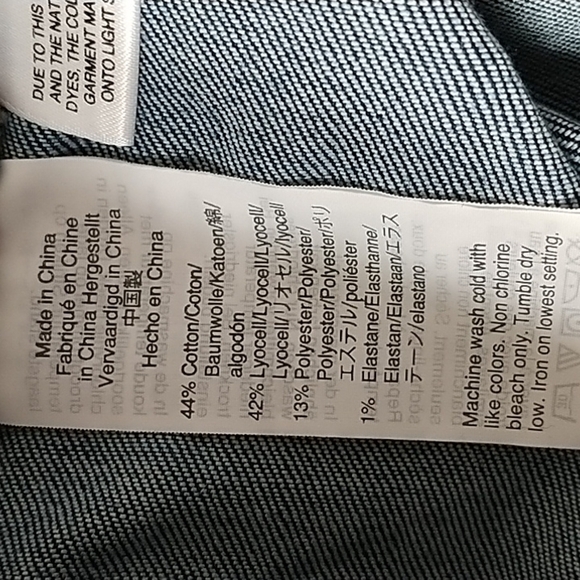 DUE TO THIS
AND THE NAT
DYES, THE COL
GARMENT MA
ONTO LIGHT S
Made in China
Fabriqué en Chine
in China Hergestellt
Vervaardigd in China
中国製
Hecho en China
44% Cotton/Coton/
Baumwolle/Katoen/綿/
algodón
42% Lyocell/Lyocell/Lyocell/
Lyocell/リオセル/lyocell
13% Polyester/Polyester/
Polyester/Polyester/ポリ
エステル/poliéster
1% Elastane/Elasthanne/
Elastan/Elastaan/エラス
テーン/elastano
Machine wash cold with
like colors. Non chlorine
bleach only. Tumble dry
low. Iron on lowest setting.